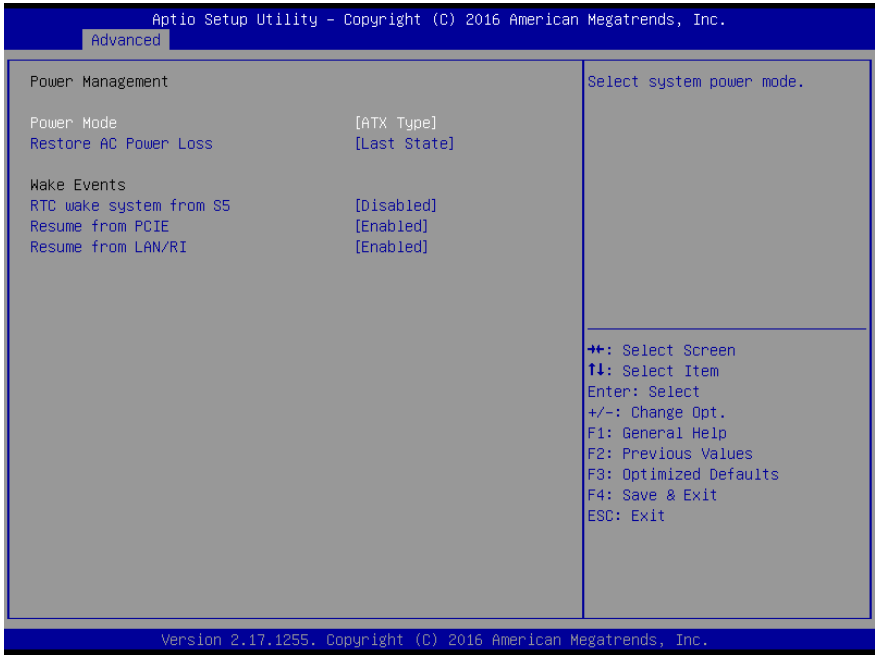 Aptio Setup Utility – Copyright (C) 2016 American Megatrends, Inc.
Advanced
Power Management
Power Mode [ATX Type]
Restore AC Power Loss [Last State]
Wake Events
RTC wake system from S5 [Disabled]
Resume from PCIE [Enabled]
Resume from LAN/RI [Enabled]
Select system power mode.
→←: Select Screen
↑↓: Select Item
Enter: Select
+/-: Change Opt.
F1: General Help
F2: Previous Values
F3: Optimized Defaults
F4: Save & Exit
ESC: Exit
Version 2.17.1255. Copyright (C) 2016 American Megatrends, Inc.